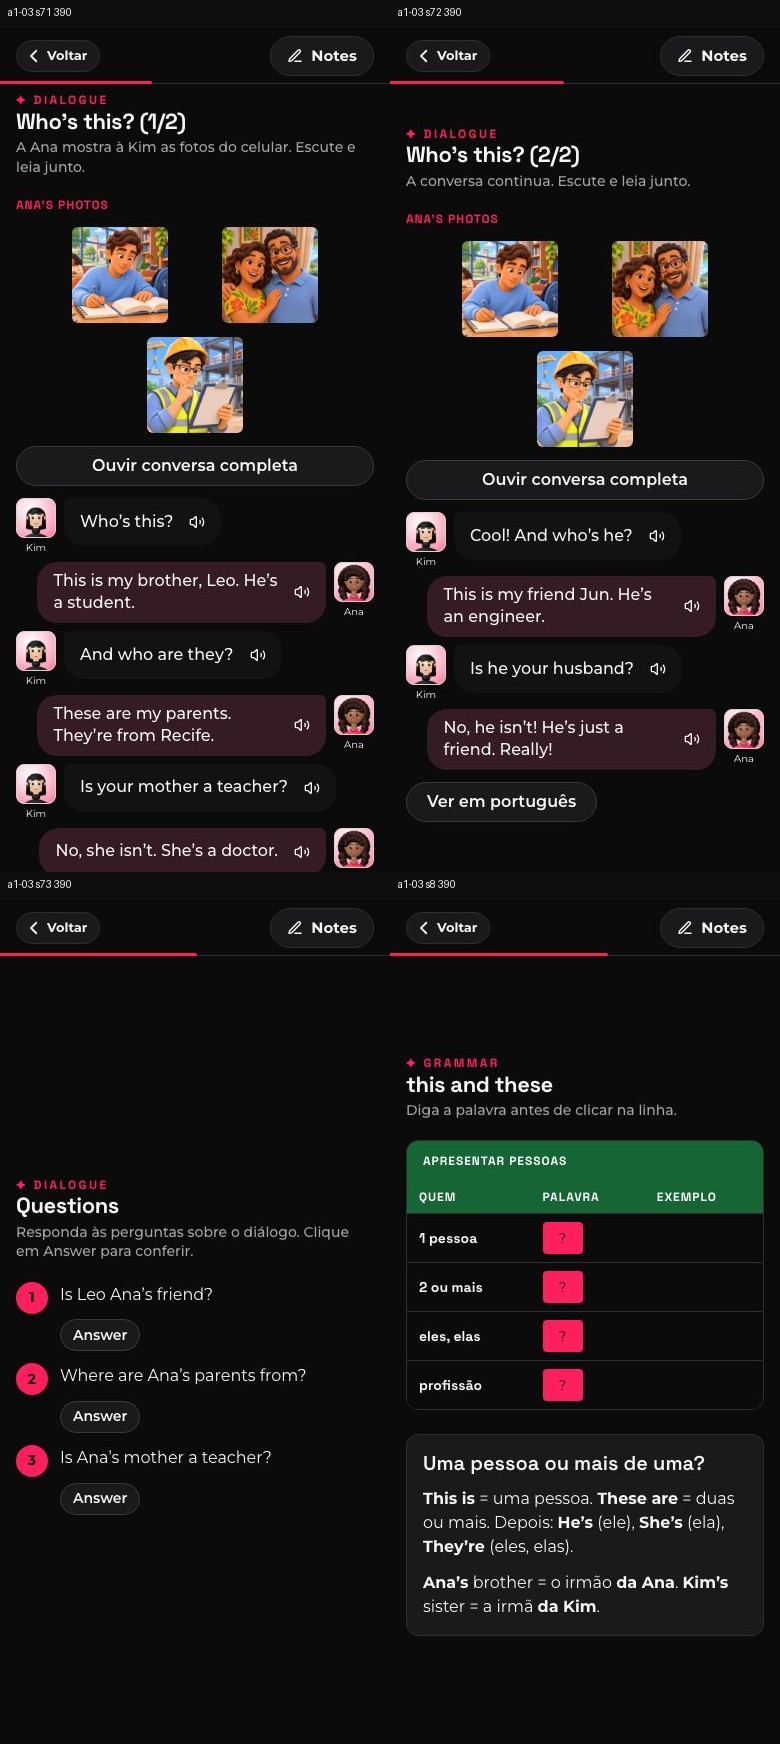 a1-03 s71 390
Voltar
Notes
DIALOGUE
Who's this? (1/2)
A Ana mostra à Kim as fotos do celular. Escute e
leia junto.
ANA'S PHOTOS
Ouvir conversa completa
Who's this?
Kim
This is my brother, Leo. He's
a student.
Ana
And who are they?
Kim
These are my parents.
They're from Recife.
Ana
Is your mother a teacher?
Kim
No, she isn't. She's a doctor.
a1-03 s72 390
Voltar
Notes
DIALOGUE
Who's this? (2/2)
A conversa continua. Escute e leia junto.
ANA'S PHOTOS
Ouvir conversa completa
Cool! And who's he?
Kim
This is my friend Jun. He's
an engineer.
Ana
Is he your husband?
Kim
No, he isn't! He's just a
friend. Really!
Ana
Ver em português
a1-03 s73 390
Voltar
Notes
DIALOGUE
Questions
Responda às perguntas sobre o diálogo. Clique
em Answer para conferir.
1 Is Leo Ana's friend?
Answer
2 Where are Ana's parents from?
Answer
3 Is Ana's mother a teacher?
Answer
a1-03 s8 390
Voltar
Notes
GRAMMAR
this and these
Diga a palavra antes de clicar na linha.
APRESENTAR PESSOAS
QUEM PALAVRA EXEMPLO
1 pessoa ?
2 ou mais ?
eles, elas ?
profissão ?
Uma pessoa ou mais de uma?
This is = uma pessoa. These are = duas
ou mais. Depois: He's (ele), She's (ela),
They're (eles, elas).
Ana's brother = o irmão da Ana. Kim's
sister = a irmã da Kim.